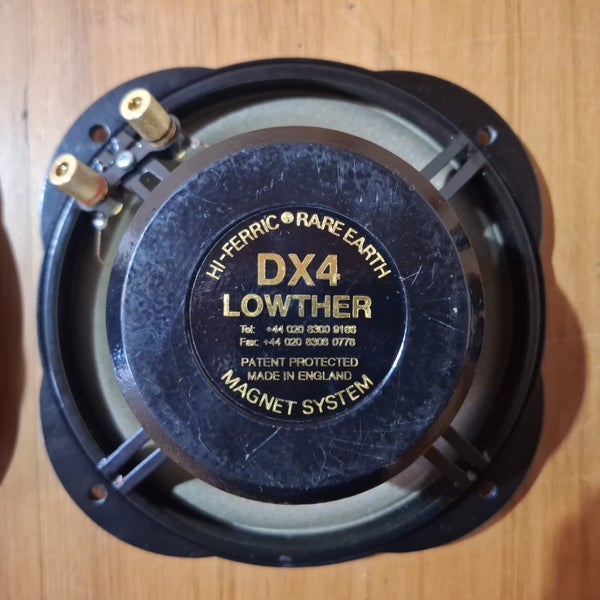 HI-FERRIC RARE EARTH
DX4
LOWTHER
Tel: +44 020 8300 9166
Fax: +44 020 8308 0778
PATENT PROTECTED
MADE IN ENGLAND
MAGNET SYSTEM